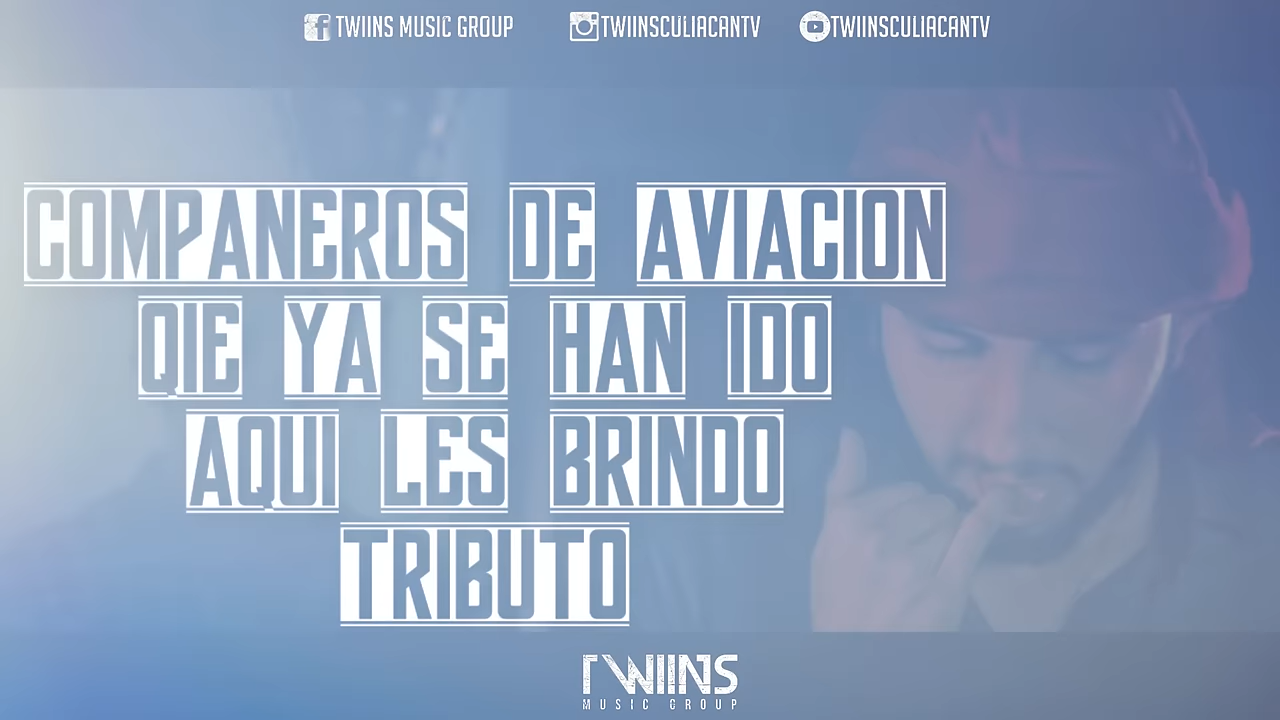 TWIINS MUSIC GROUP TWIINSCULIACANTV TWIINSCULIACANTV
COMPANEROS DE AVIACION
QIE YA SE HAN IDO
AQUI LES BRINDO
TRIBUTO
TWIINS
MUSIC GROUP